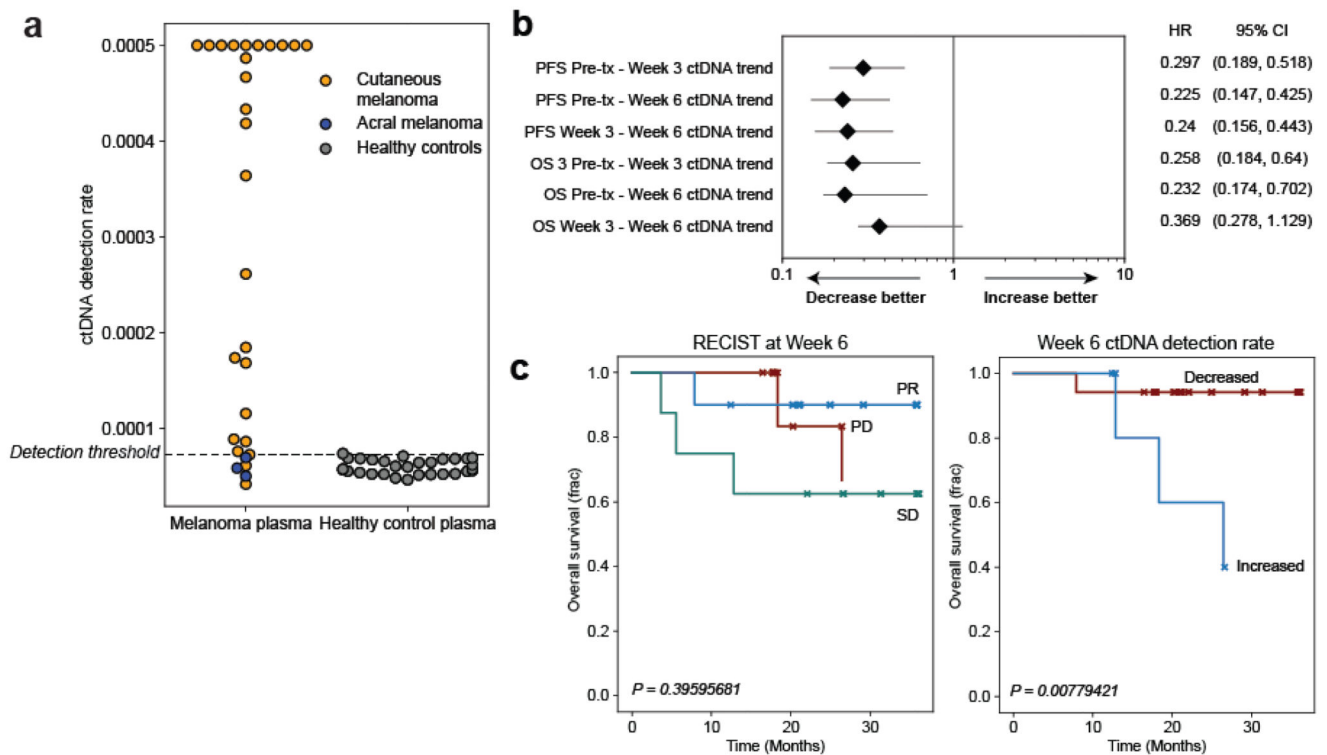 a
ctDNA detection rate
0.0005
0.0004
0.0003
0.0002
0.0001
Detection threshold
Cutaneous
melanoma
Acral melanoma
Healthy controls
Melanoma plasma
Healthy control plasma
b
HR 95% CI
PFS Pre-tx - Week 3 ctDNA trend 0.297 (0.189, 0.518)
PFS Pre-tx - Week 6 ctDNA trend 0.225 (0.147, 0.425)
PFS Week 3 - Week 6 ctDNA trend 0.24 (0.156, 0.443)
OS 3 Pre-tx - Week 3 ctDNA trend 0.258 (0.184, 0.64)
OS Pre-tx - Week 6 ctDNA trend 0.232 (0.174, 0.702)
OS Week 3 - Week 6 ctDNA trend 0.369 (0.278, 1.129)
0.1 1 10
Decrease better Increase better
c
RECIST at Week 6
Overall survival (frac)
1.0
0.8
0.6
0.4
0.2
0.0
PR
PD
SD
P = 0.39595681
0 10 20 30
Time (Months)
Week 6 ctDNA detection rate
Overall survival (frac)
1.0
0.8
0.6
0.4
0.2
0.0
Decreased
Increased
P = 0.00779421
0 10 20 30
Time (Months)